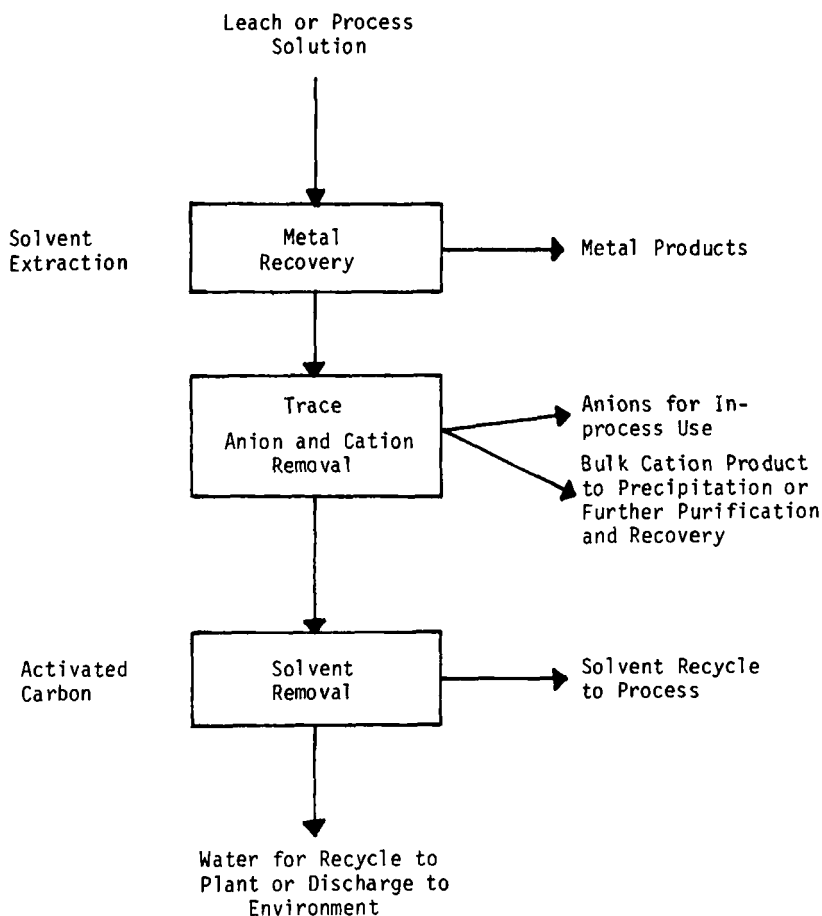 Leach or Process
Solution
Solvent
Extraction
Metal
Recovery
Metal Products
Trace
Anion and Cation
Removal
Anions for In-
process Use
Bulk Cation Product
to Precipitation or
Further Purification
and Recovery
Activated
Carbon
Solvent
Removal
Solvent Recycle
to Process
Water for Recycle to
Plant or Discharge to
Environment